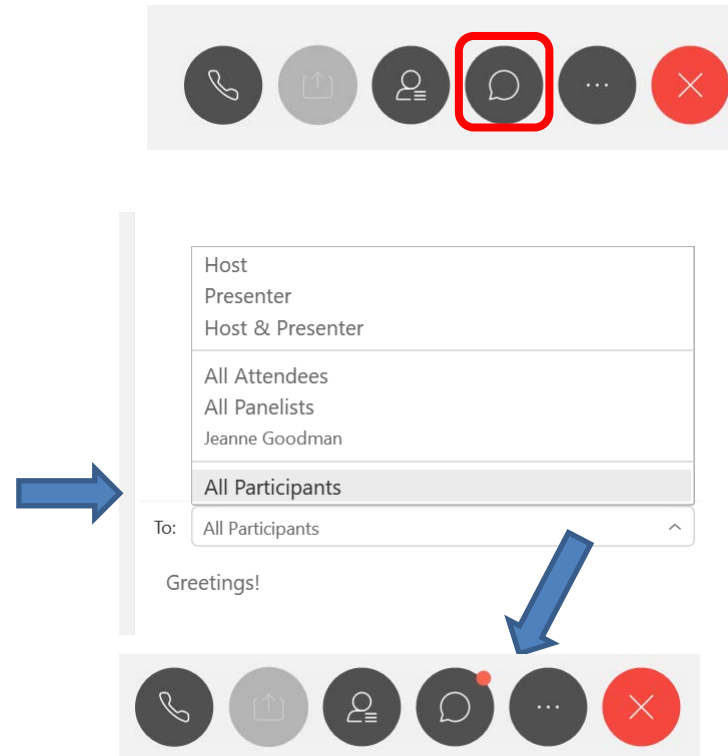 Host
Presenter
Host & Presenter
All Attendees
All Panelists
Jeanne Goodman
All Participants
To: All Participants
Greetings!